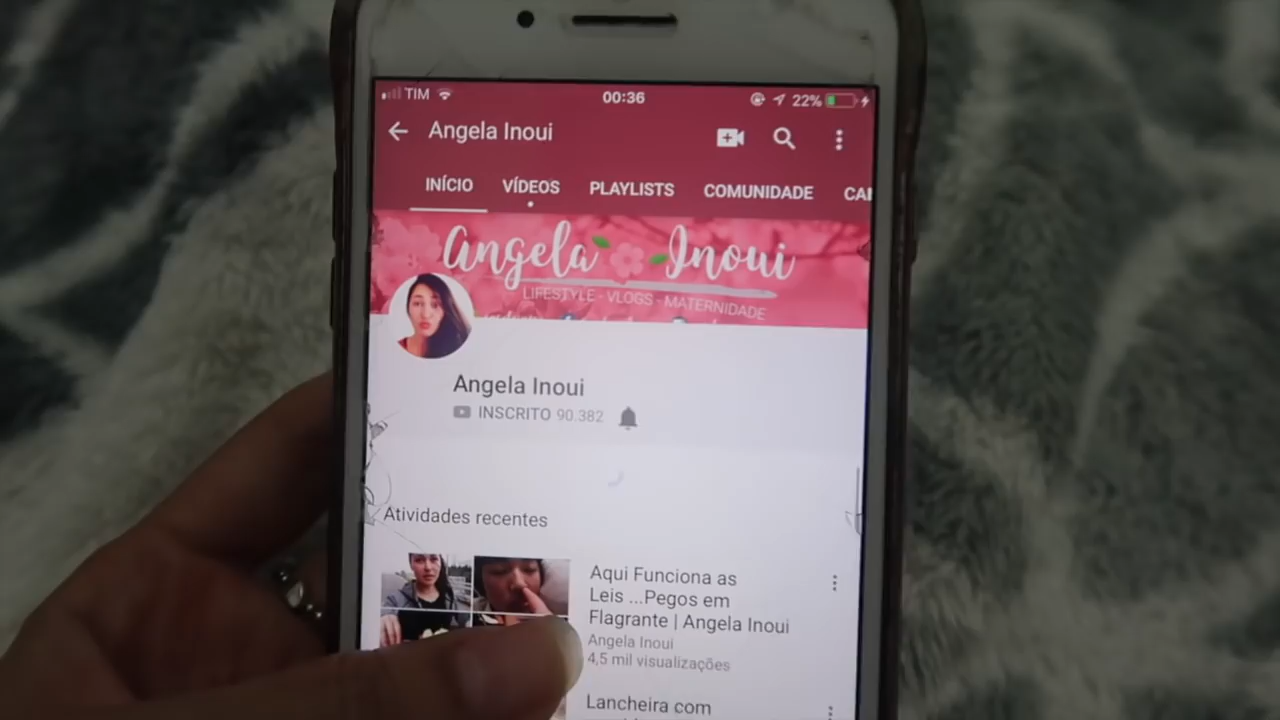 TIM
00:36
22%
Angela Inoui
INÍCIO
VÍDEOS
PLAYLISTS
COMUNIDADE
CAN
Angela Inoui
LIFESTYLE - VLOGS - MATERNIDADE
Angela Inoui
INSCRITO 90.382
Atividades recentes
Aqui Funciona as
Leis ...Pegos em
Flagrante | Angela Inoui
Angela Inoui
4,5 mil visualizações
Lancheira com